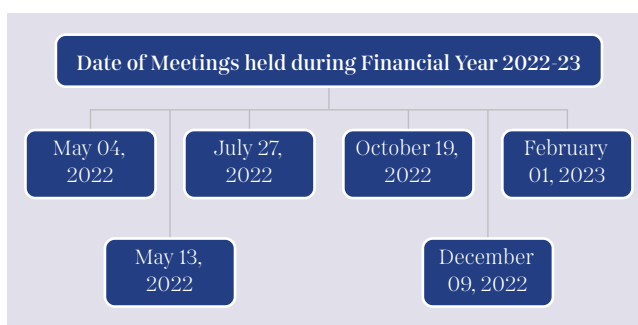 Date of Meetings held during Financial Year 2022-23
May 04,
2022
May 13,
2022
July 27,
2022
October 19,
2022
December
09, 2022
February
01, 2023